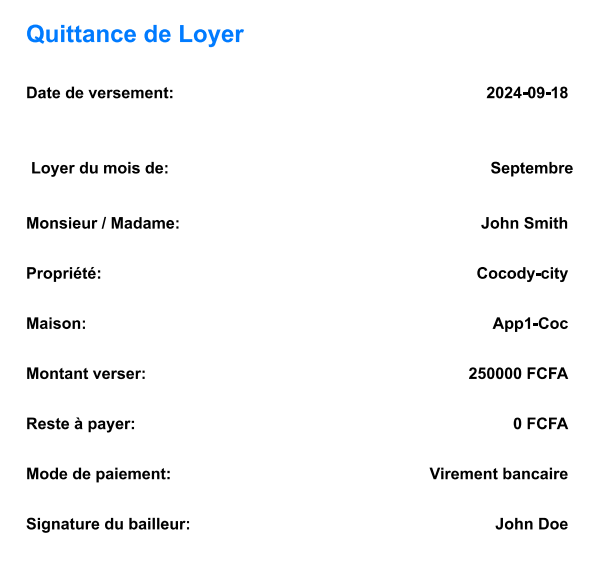 Quittance de Loyer
Date de versement: 2024-09-18
Loyer du mois de: Septembre
Monsieur / Madame: John Smith
Propriété: Cocody-city
Maison: App1-Coc
Montant verser: 250000 FCFA
Reste à payer: 0 FCFA
Mode de paiement: Virement bancaire
Signature du bailleur: John Doe